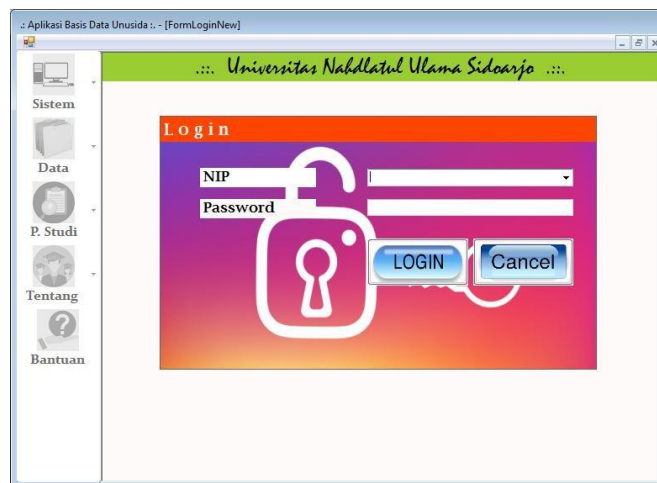 .: Aplikasi Basis Data Unusida :. - [FormLoginNew]
.::. Universitas Nahdlatul Ulama Sidoarjo .::.
Sistem
Data
P. Studi
Tentang
Bantuan
Login
NIP
Password
LOGIN
Cancel